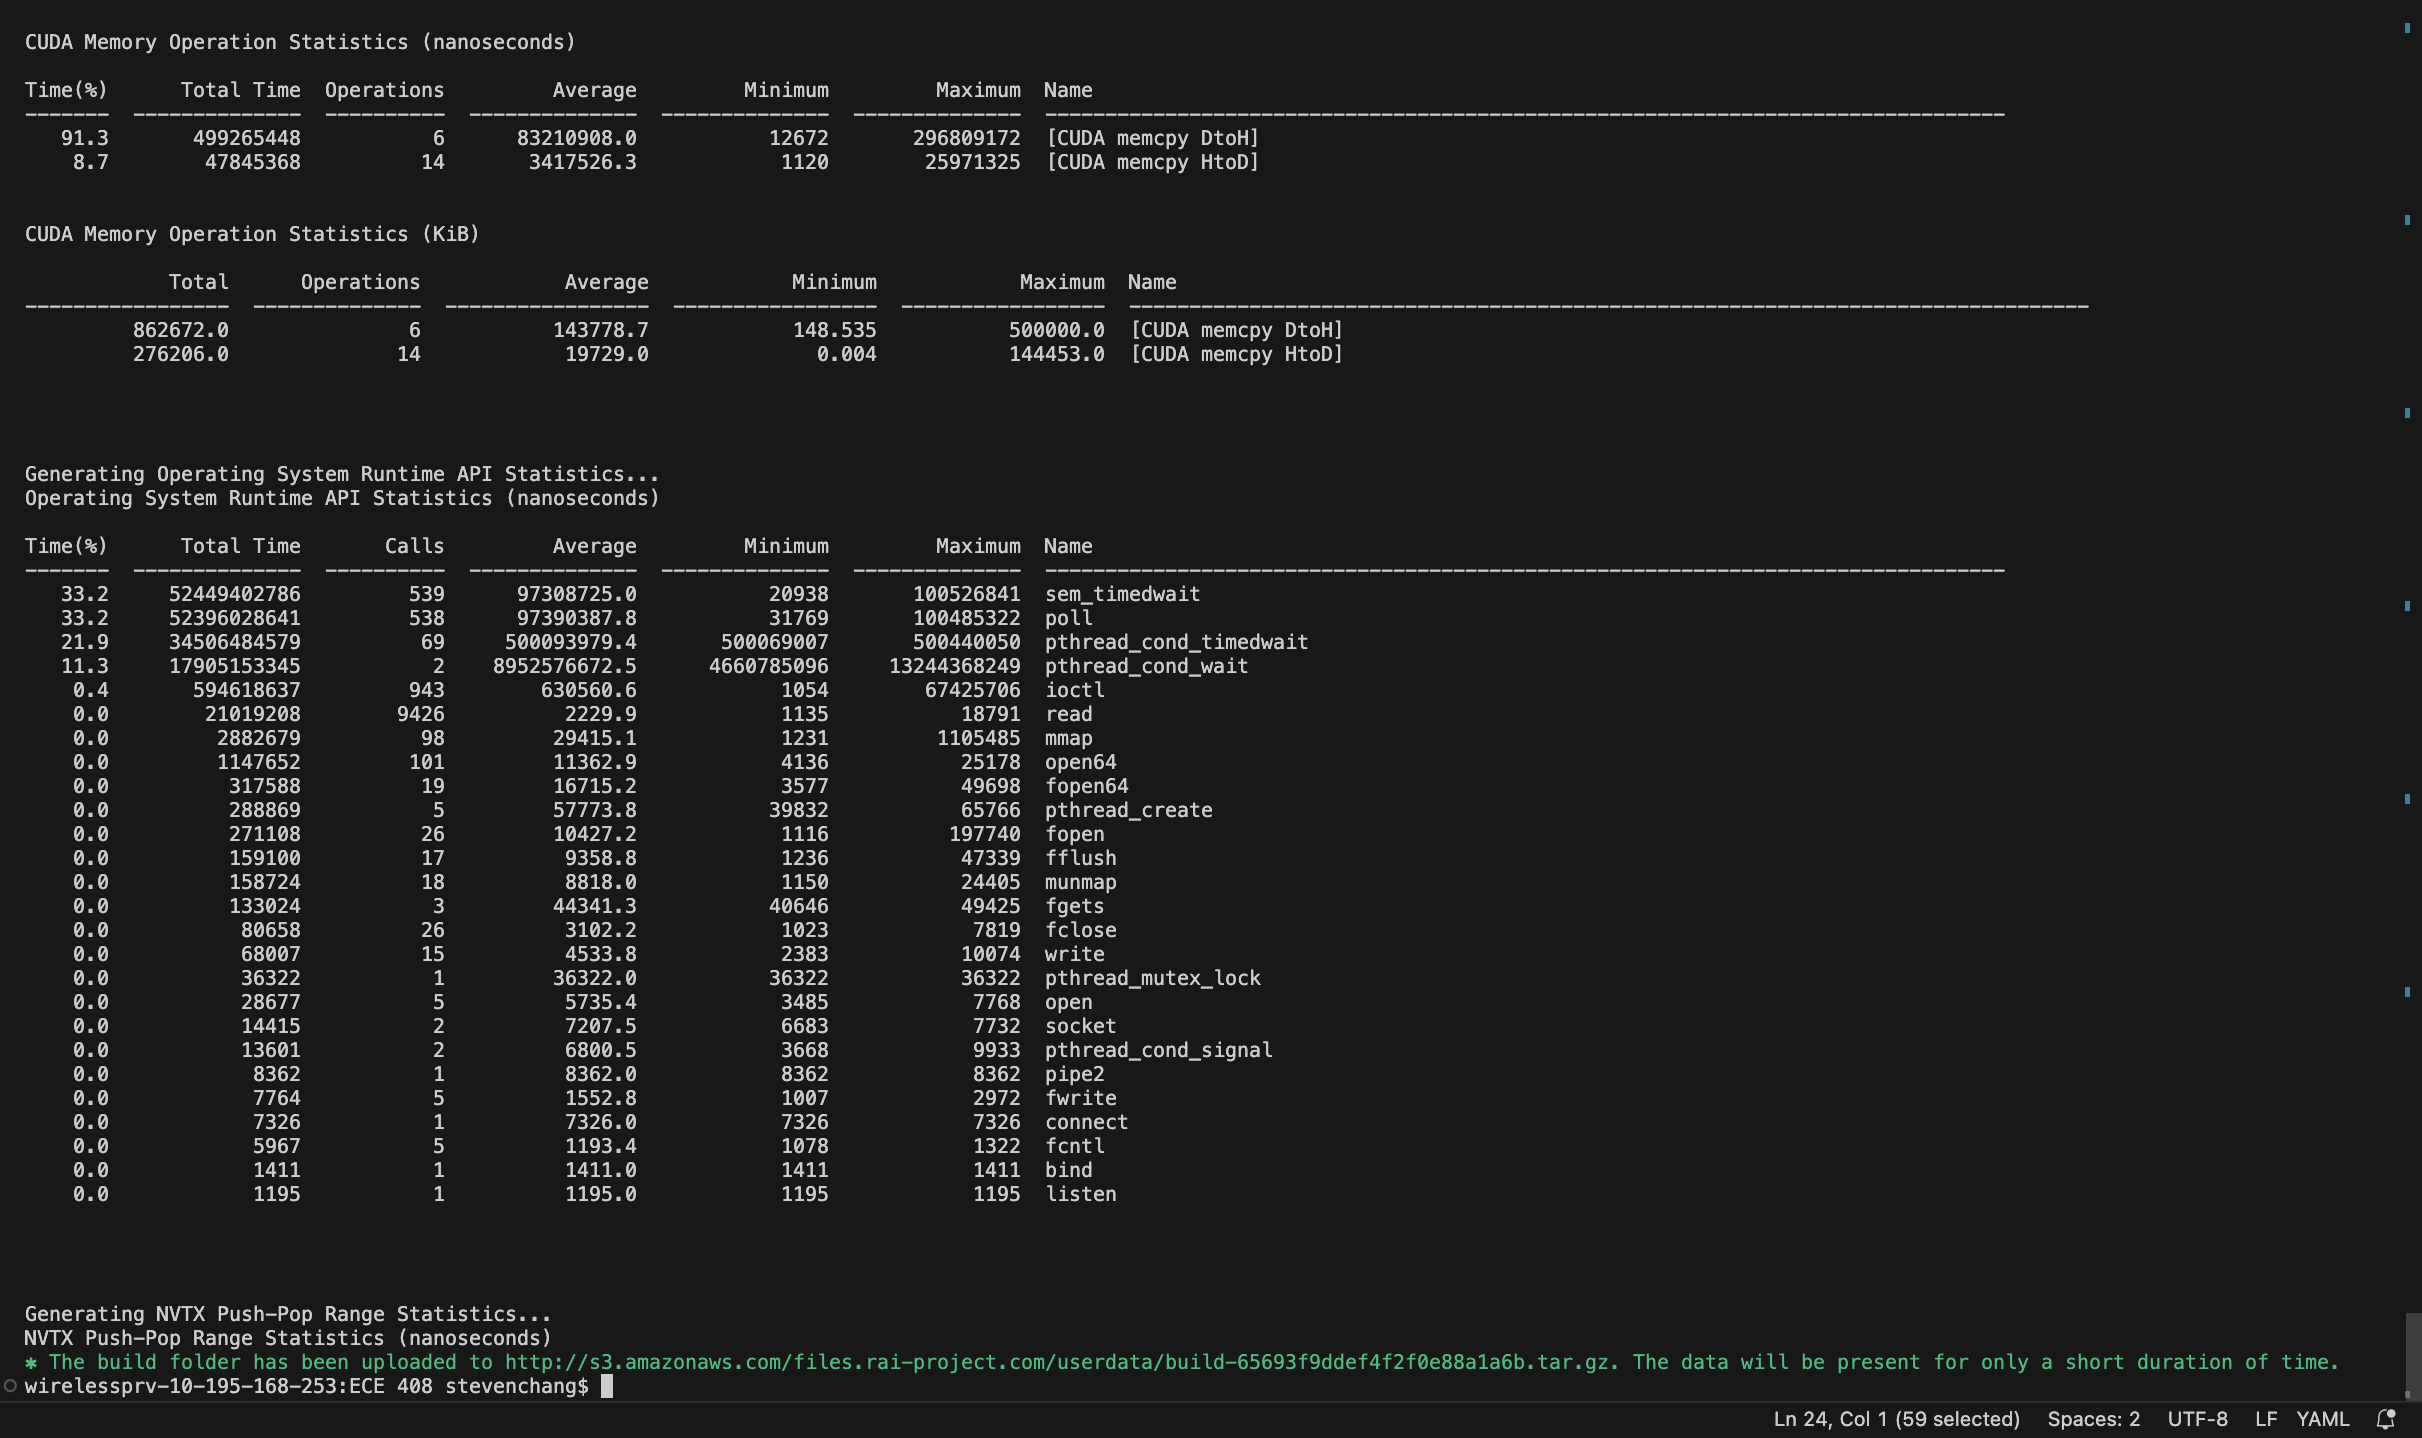 CUDA Memory Operation Statistics (nanoseconds)
Time(%) Total Time Operations Average Minimum Maximum Name
------- -------------- ---------- -------------- -------------- -------------- --------------------------------------------------------------------------------
91.3 499265448 6 83210908.0 12672 296809172 [CUDA memcpy DtoH]
8.7 47845368 14 3417526.3 1120 25971325 [CUDA memcpy HtoD]
CUDA Memory Operation Statistics (KiB)
Total Operations Average Minimum Maximum Name
----------------- -------------- ----------------- ----------------- ----------------- --------------------------------------------------------------------------------
862672.0 6 143778.7 148.535 500000.0 [CUDA memcpy DtoH]
276206.0 14 19729.0 0.004 144453.0 [CUDA memcpy HtoD]
Generating Operating System Runtime API Statistics...
Operating System Runtime API Statistics (nanoseconds)
Time(%) Total Time Calls Average Minimum Maximum Name
------- -------------- ---------- -------------- -------------- -------------- --------------------------------------------------------------------------------
33.2 52449402786 539 97308725.0 20938 100526841 sem_timedwait
33.2 52396028641 538 97390387.8 31769 100485322 poll
21.9 34506484579 69 500093979.4 500069007 500440050 pthread_cond_timedwait
11.3 17905153345 2 8952576672.5 4660785096 13244368249 pthread_cond_wait
0.4 594618637 943 630560.6 1054 67425706 ioctl
0.0 21019208 9426 2229.9 1135 18791 read
0.0 2882679 98 29415.1 1231 1105485 mmap
0.0 1147652 101 11362.9 4136 25178 open64
0.0 317588 19 16715.2 3577 49698 fopen64
0.0 288869 5 57773.8 39832 65766 pthread_create
0.0 271108 26 10427.2 1116 197740 fopen
0.0 159100 17 9358.8 1236 47339 fflush
0.0 158724 18 8818.0 1150 24405 munmap
0.0 133024 3 44341.3 40646 49425 fgets
0.0 80658 26 3102.2 1023 7819 fclose
0.0 68007 15 4533.8 2383 10074 write
0.0 36322 1 36322.0 36322 36322 pthread_mutex_lock
0.0 28677 5 5735.4 3485 7768 open
0.0 14415 2 7207.5 6683 7732 socket
0.0 13601 2 6800.5 3668 9933 pthread_cond_signal
0.0 8362 1 8362.0 8362 8362 pipe2
0.0 7764 5 1552.8 1007 2972 fwrite
0.0 7326 1 7326.0 7326 7326 connect
0.0 5967 5 1193.4 1078 1322 fcntl
0.0 1411 1 1411.0 1411 1411 bind
0.0 1195 1 1195.0 1195 1195 listen
Generating NVTX Push-Pop Range Statistics...
NVTX Push-Pop Range Statistics (nanoseconds)
✱ The build folder has been uploaded to http://s3.amazonaws.com/files.rai-project.com/userdata/build-65693f9ddef4f2f0e88a1a6b.tar.gz. The data will be present for only a short duration of time.
wirelessprv-10-195-168-253:ECE 408 stevenchang$
Ln 24, Col 1 (59 selected) Spaces: 2 UTF-8 LF YAML